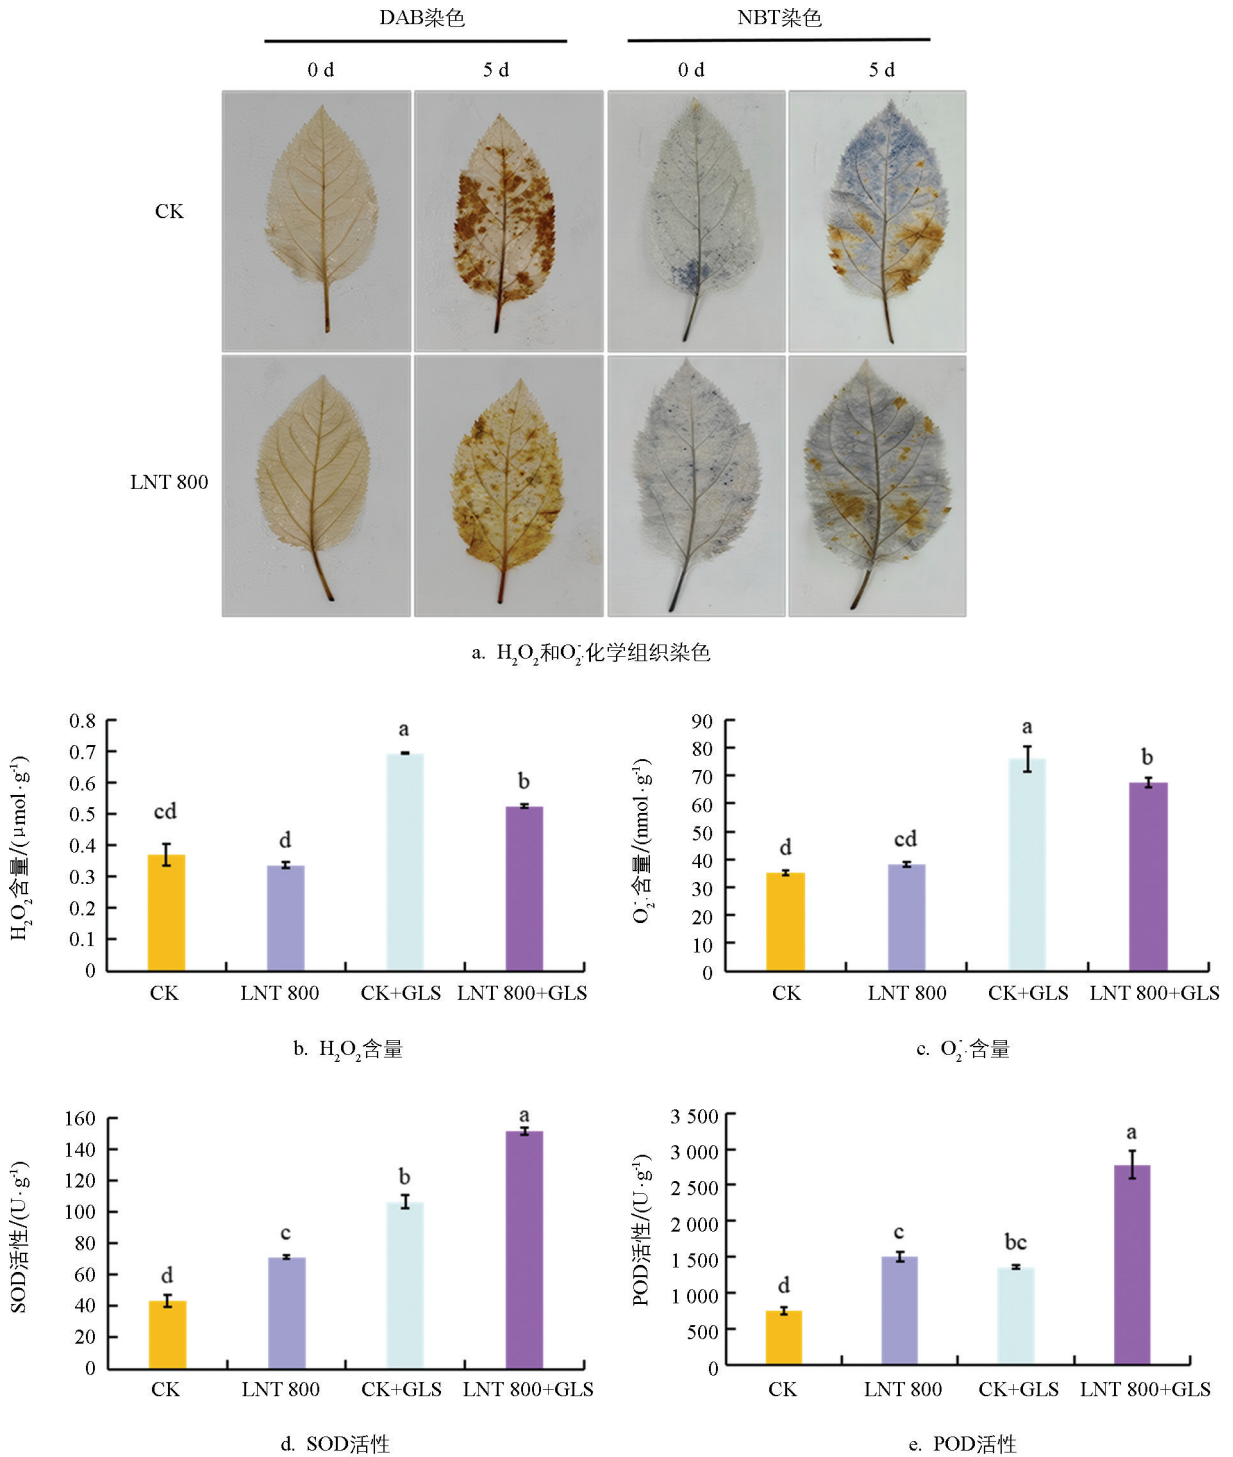 DAB染色 NBT染色
0 d 5 d 0 d 5 d
CK
LNT 800
a. H₂O₂和O₂⁻·化学组织染色
H₂O₂含量/(μmol·g⁻¹)
0.8
0.7
0.6
0.5
0.4
0.3
0.2
0.1
0
cd d a b
CK LNT 800 CK+GLS LNT 800+GLS
b. H₂O₂含量
O₂⁻·含量/(nmol·g⁻¹)
90
80
70
60
50
40
30
20
10
0
d cd a b
CK LNT 800 CK+GLS LNT 800+GLS
c. O₂⁻·含量
SOD活性/(U·g⁻¹)
160
140
120
100
80
60
40
20
0
d c b a
CK LNT 800 CK+GLS LNT 800+GLS
d. SOD活性
POD活性/(U·g⁻¹)
3 500
3 000
2 500
2 000
1 500
1 000
500
0
d c bc a
CK LNT 800 CK+GLS LNT 800+GLS
e. POD活性